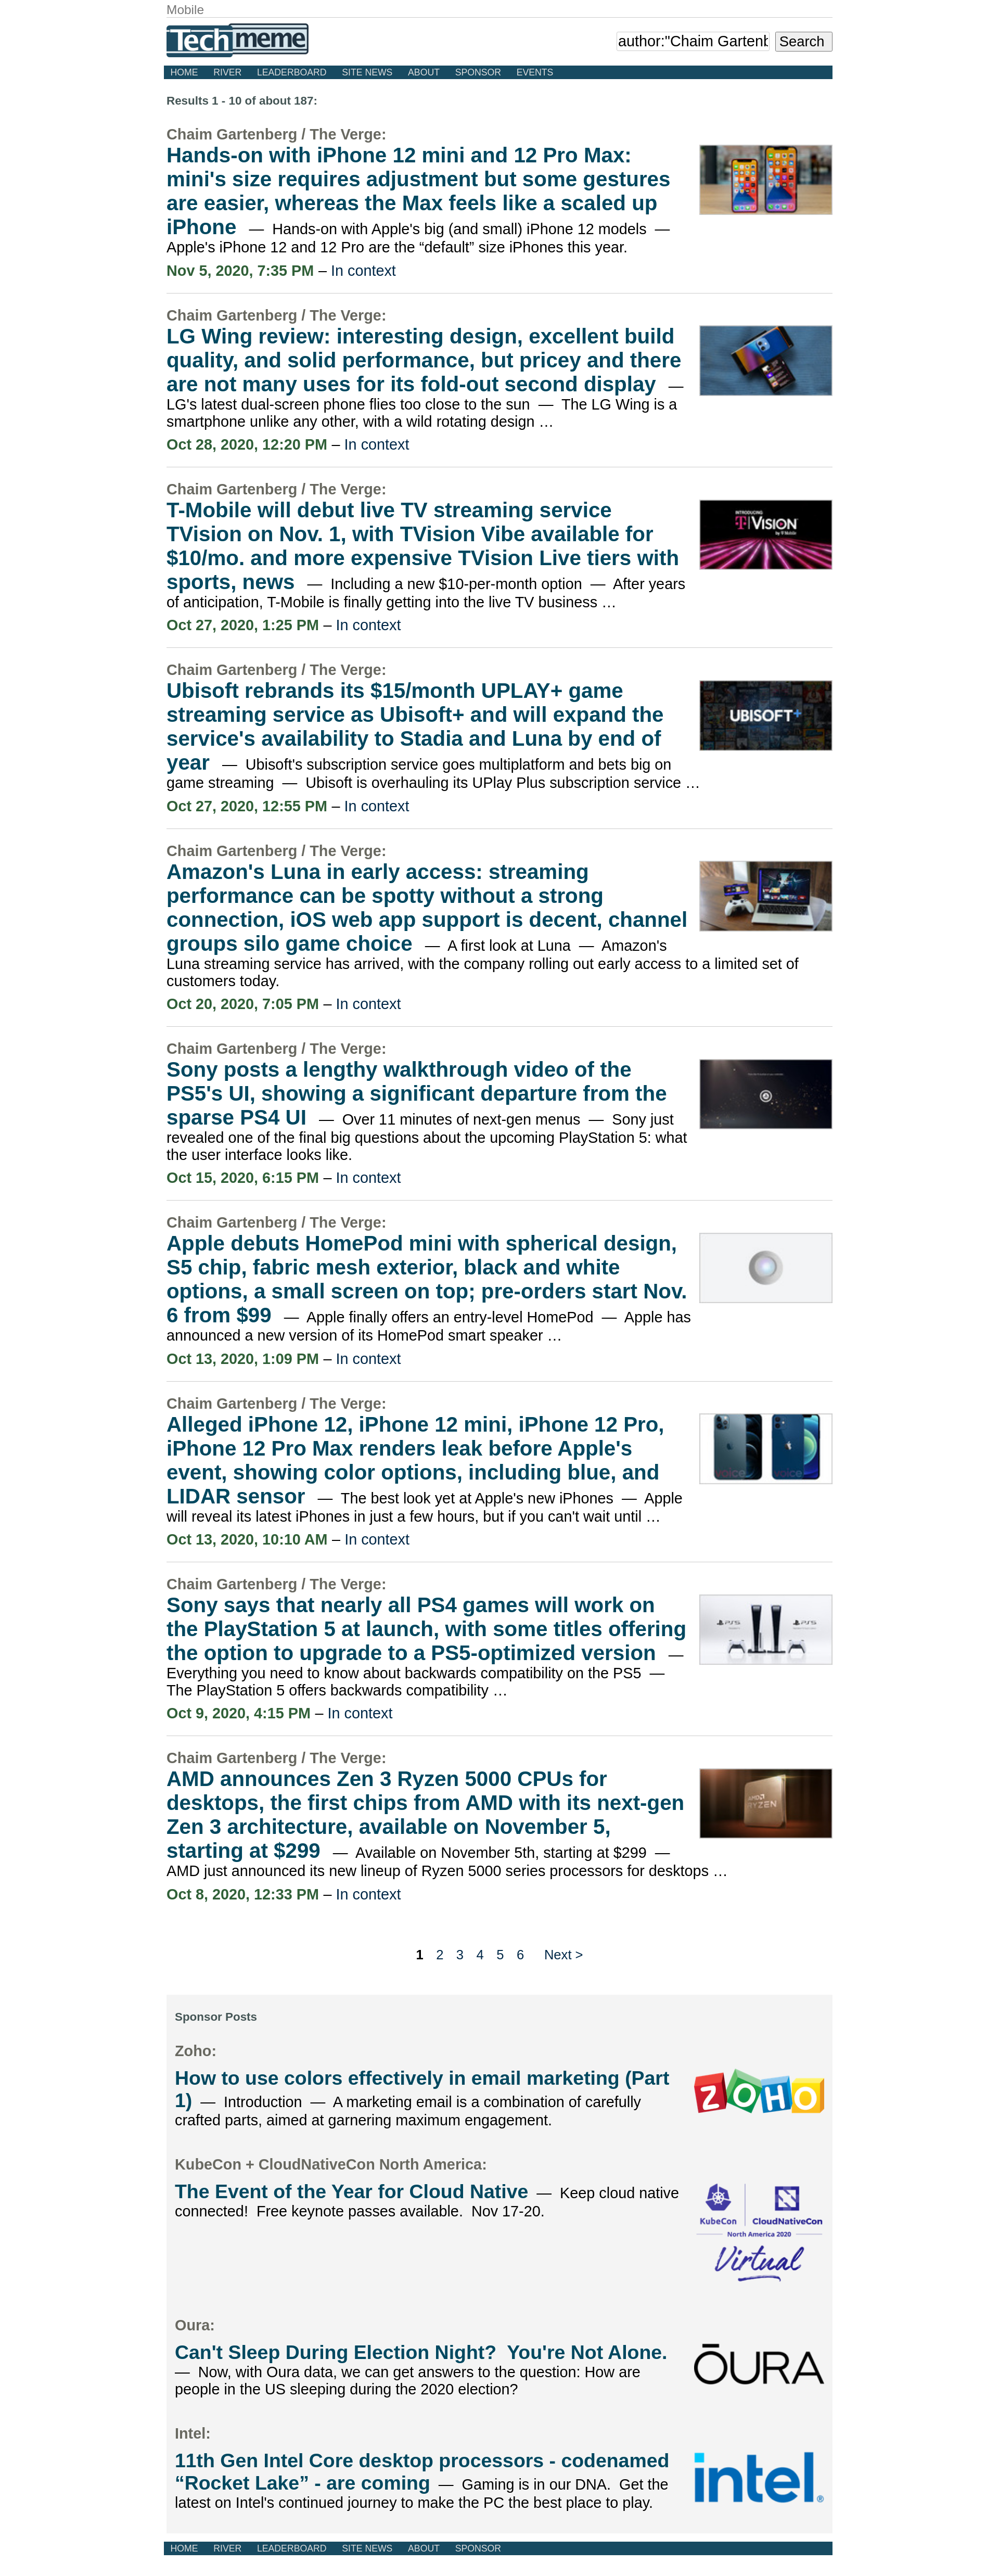 Mobile
Techmeme
author:"Chaim Gartenb
Search
HOME RIVER LEADERBOARD SITE NEWS ABOUT SPONSOR EVENTS
Results 1 - 10 of about 187:
Chaim Gartenberg / The Verge:
Hands-on with iPhone 12 mini and 12 Pro Max:
mini's size requires adjustment but some gestures
are easier, whereas the Max feels like a scaled up
iPhone — Hands-on with Apple's big (and small) iPhone 12 models —
Apple's iPhone 12 and 12 Pro are the “default” size iPhones this year.
Nov 5, 2020, 7:35 PM – In context
Chaim Gartenberg / The Verge:
LG Wing review: interesting design, excellent build
quality, and solid performance, but pricey and there
are not many uses for its fold-out second display —
LG's latest dual-screen phone flies too close to the sun — The LG Wing is a
smartphone unlike any other, with a wild rotating design …
Oct 28, 2020, 12:20 PM – In context
Chaim Gartenberg / The Verge:
T-Mobile will debut live TV streaming service
TVision on Nov. 1, with TVision Vibe available for
$10/mo. and more expensive TVision Live tiers with
sports, news — Including a new $10-per-month option — After years
of anticipation, T-Mobile is finally getting into the live TV business …
INTRODUCING
T VISION
by T Mobile
Oct 27, 2020, 1:25 PM – In context
Chaim Gartenberg / The Verge:
Ubisoft rebrands its $15/month UPLAY+ game
streaming service as Ubisoft+ and will expand the
service's availability to Stadia and Luna by end of
year — Ubisoft's subscription service goes multiplatform and bets big on
game streaming — Ubisoft is overhauling its UPlay Plus subscription service …
UBISOFT+
Oct 27, 2020, 12:55 PM – In context
Chaim Gartenberg / The Verge:
Amazon's Luna in early access: streaming
performance can be spotty without a strong
connection, iOS web app support is decent, channel
groups silo game choice — A first look at Luna — Amazon's
Luna streaming service has arrived, with the company rolling out early access to a limited set of
customers today.
Oct 20, 2020, 7:05 PM – In context
Chaim Gartenberg / The Verge:
Sony posts a lengthy walkthrough video of the
PS5's UI, showing a significant departure from the
sparse PS4 UI — Over 11 minutes of next-gen menus — Sony just
revealed one of the final big questions about the upcoming PlayStation 5: what
the user interface looks like.
Oct 15, 2020, 6:15 PM – In context
Chaim Gartenberg / The Verge:
Apple debuts HomePod mini with spherical design,
S5 chip, fabric mesh exterior, black and white
options, a small screen on top; pre-orders start Nov.
6 from $99 — Apple finally offers an entry-level HomePod — Apple has
announced a new version of its HomePod smart speaker …
Oct 13, 2020, 1:09 PM – In context
Chaim Gartenberg / The Verge:
Alleged iPhone 12, iPhone 12 mini, iPhone 12 Pro,
iPhone 12 Pro Max renders leak before Apple's
event, showing color options, including blue, and
LIDAR sensor — The best look yet at Apple's new iPhones — Apple
will reveal its latest iPhones in just a few hours, but if you can't wait until …
Oct 13, 2020, 10:10 AM – In context
Chaim Gartenberg / The Verge:
Sony says that nearly all PS4 games will work on
the PlayStation 5 at launch, with some titles offering
the option to upgrade to a PS5-optimized version —
Everything you need to know about backwards compatibility on the PS5 —
The PlayStation 5 offers backwards compatibility …
PS5 PS5
Oct 9, 2020, 4:15 PM – In context
Chaim Gartenberg / The Verge:
AMD announces Zen 3 Ryzen 5000 CPUs for
desktops, the first chips from AMD with its next-gen
Zen 3 architecture, available on November 5,
starting at $299 — Available on November 5th, starting at $299 —
AMD just announced its new lineup of Ryzen 5000 series processors for desktops …
AMD
RYZEN
Oct 8, 2020, 12:33 PM – In context
1 2 3 4 5 6 Next >
Sponsor Posts
Zoho:
How to use colors effectively in email marketing (Part
1) — Introduction — A marketing email is a combination of carefully
crafted parts, aimed at garnering maximum engagement.
ZOHO
KubeCon + CloudNativeCon North America:
The Event of the Year for Cloud Native — Keep cloud native
connected! Free keynote passes available. Nov 17-20.
KubeCon CloudNativeCon
North America 2020
Virtual
Oura:
Can't Sleep During Election Night? You're Not Alone.
— Now, with Oura data, we can get answers to the question: How are
people in the US sleeping during the 2020 election?
ŌURA
Intel:
11th Gen Intel Core desktop processors - codenamed
“Rocket Lake” - are coming — Gaming is in our DNA. Get the
latest on Intel's continued journey to make the PC the best place to play.
intel®
HOME RIVER LEADERBOARD SITE NEWS ABOUT SPONSOR